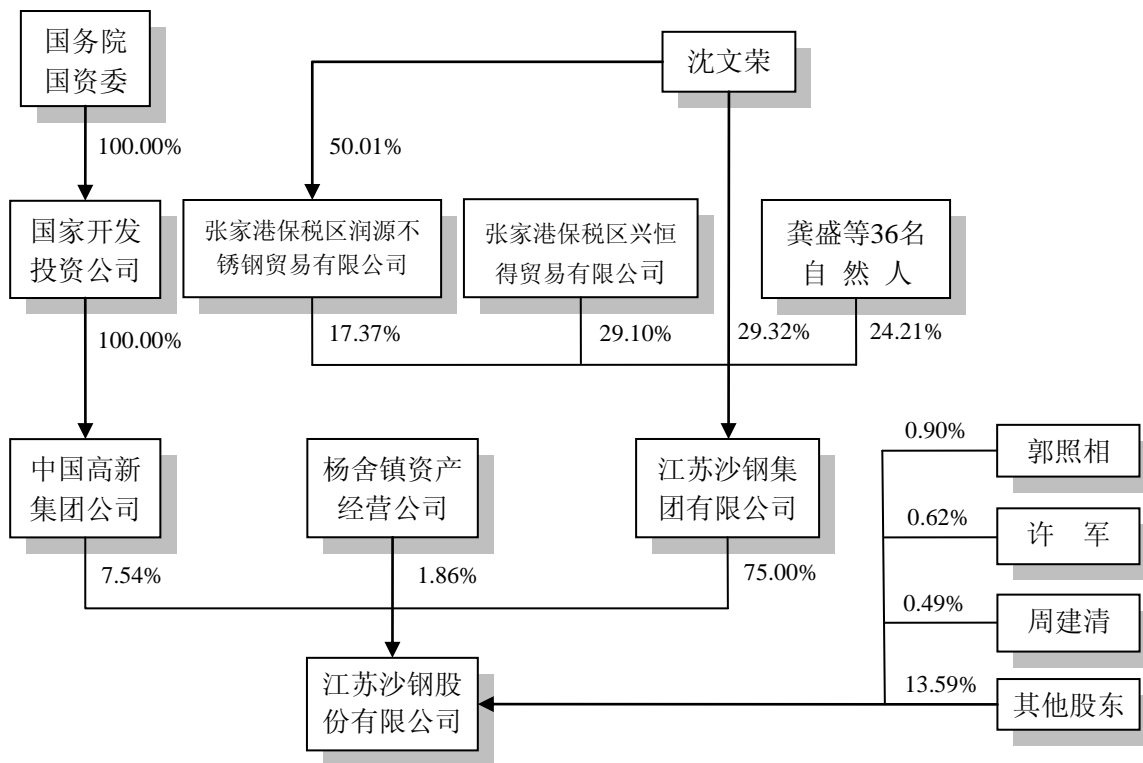 国务院
国资委
沈文荣
100.00%
50.01%
国家开发
投资公司
张家港保税区润源不
锈钢贸易有限公司
张家港保税区兴恒
得贸易有限公司
龚盛等36名
自 然 人
100.00%
17.37%
29.10%
29.32%
24.21%
中国高新
集团公司
杨舍镇资产
经营公司
江苏沙钢集
团有限公司
0.90%
郭照相
0.62%
许 军
7.54%
1.86%
75.00%
0.49%
周建清
江苏沙钢股
份有限公司
13.59%
其他股东